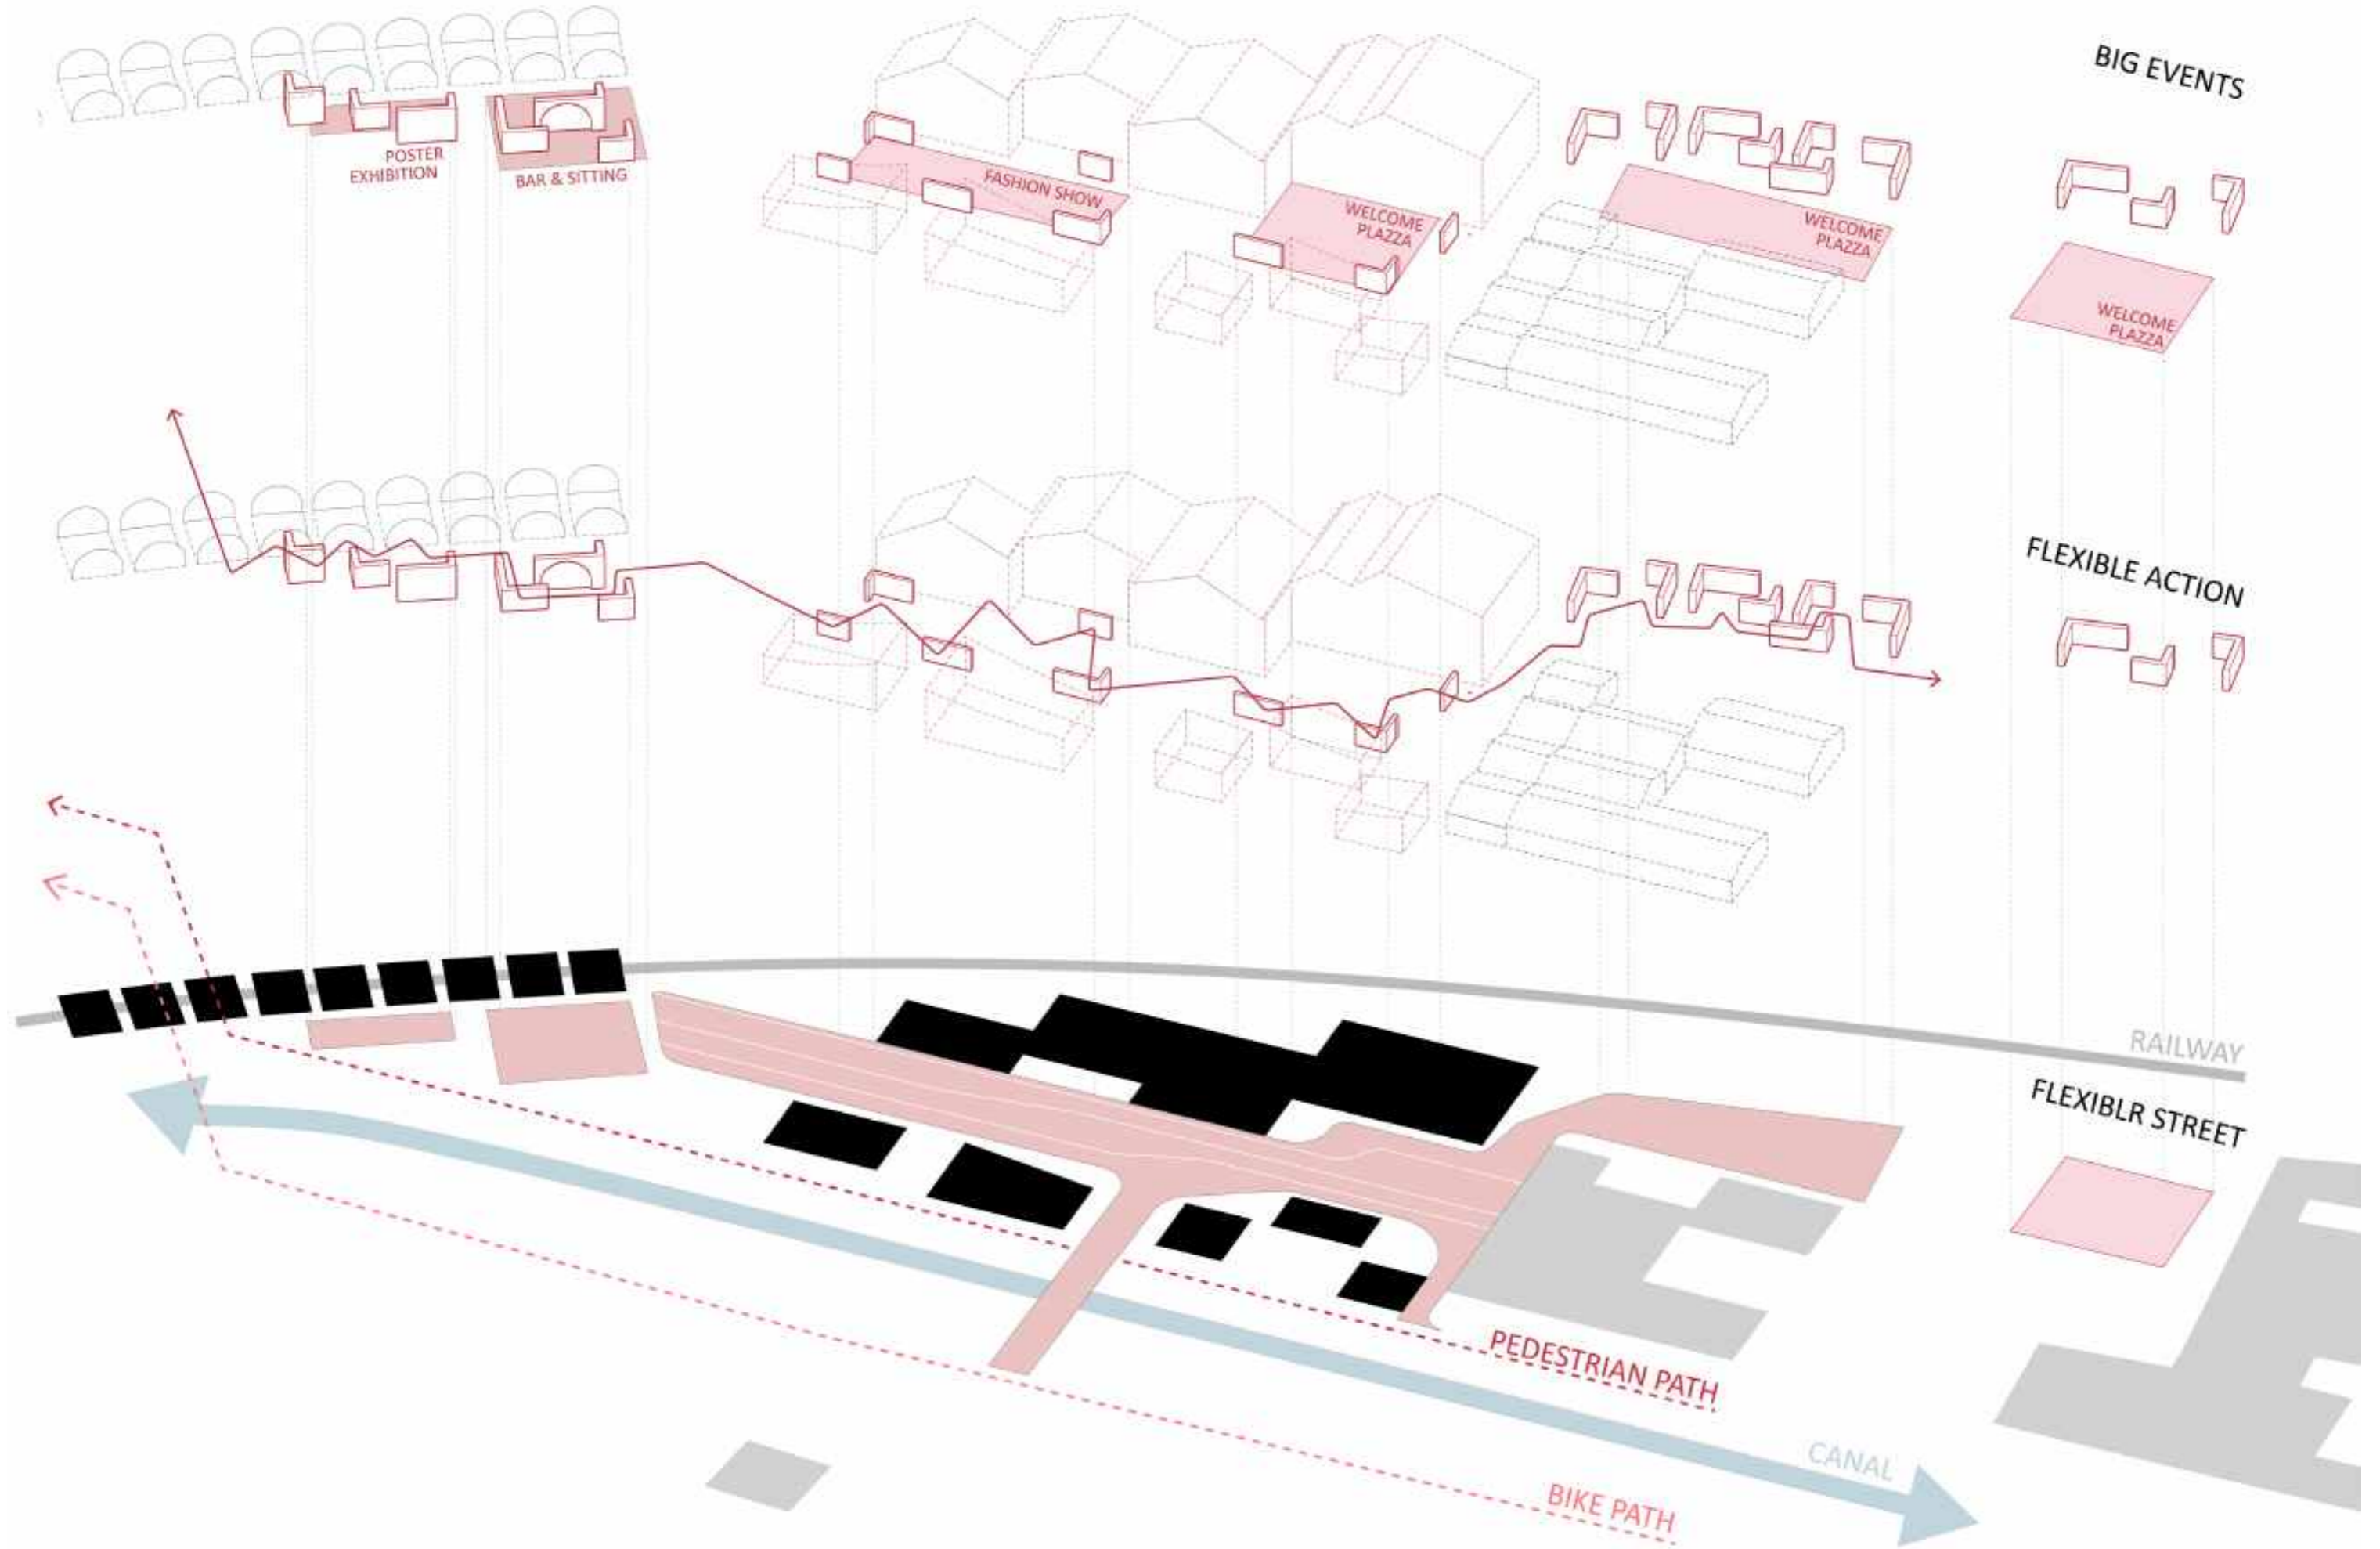 BIG EVENTS
POSTER
EXHIBITION
BAR & SITTING
FASHION SHOW
WELCOME
PLAZZA
WELCOME
PLAZZA
WELCOME
PLAZZA
FLEXIBLE ACTION
RAILWAY
FLEXIBLR STREET
PEDESTRIAN PATH
CANAL
BIKE PATH